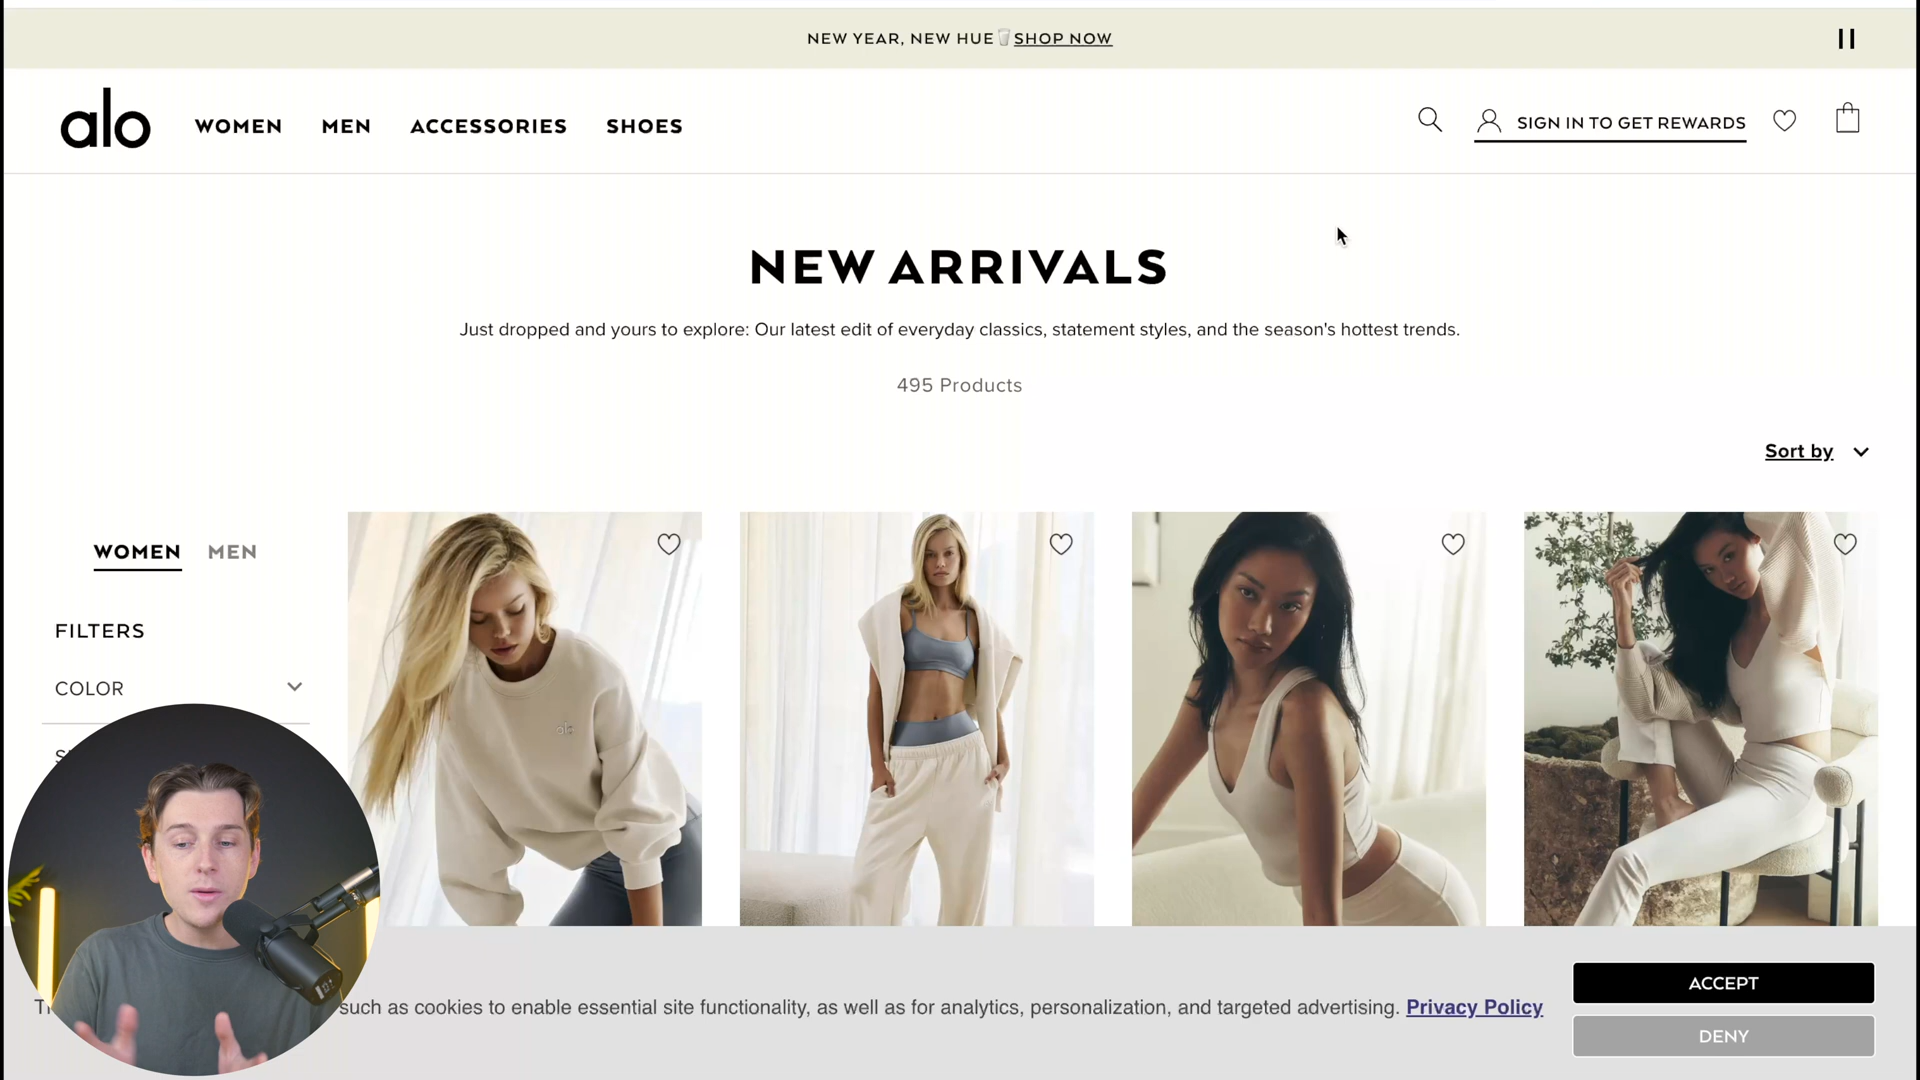 NEW YEAR, NEW HUE SHOP NOW
alo WOMEN MEN ACCESSORIES SHOES SIGN IN TO GET REWARDS
NEW ARRIVALS
Just dropped and yours to explore: Our latest edit of everyday classics, statement styles, and the season's hottest trends.
495 Products
Sort by
WOMEN MEN
FILTERS
COLOR
alo
such as cookies to enable essential site functionality, as well as for analytics, personalization, and targeted advertising. Privacy Policy
ACCEPT
DENY